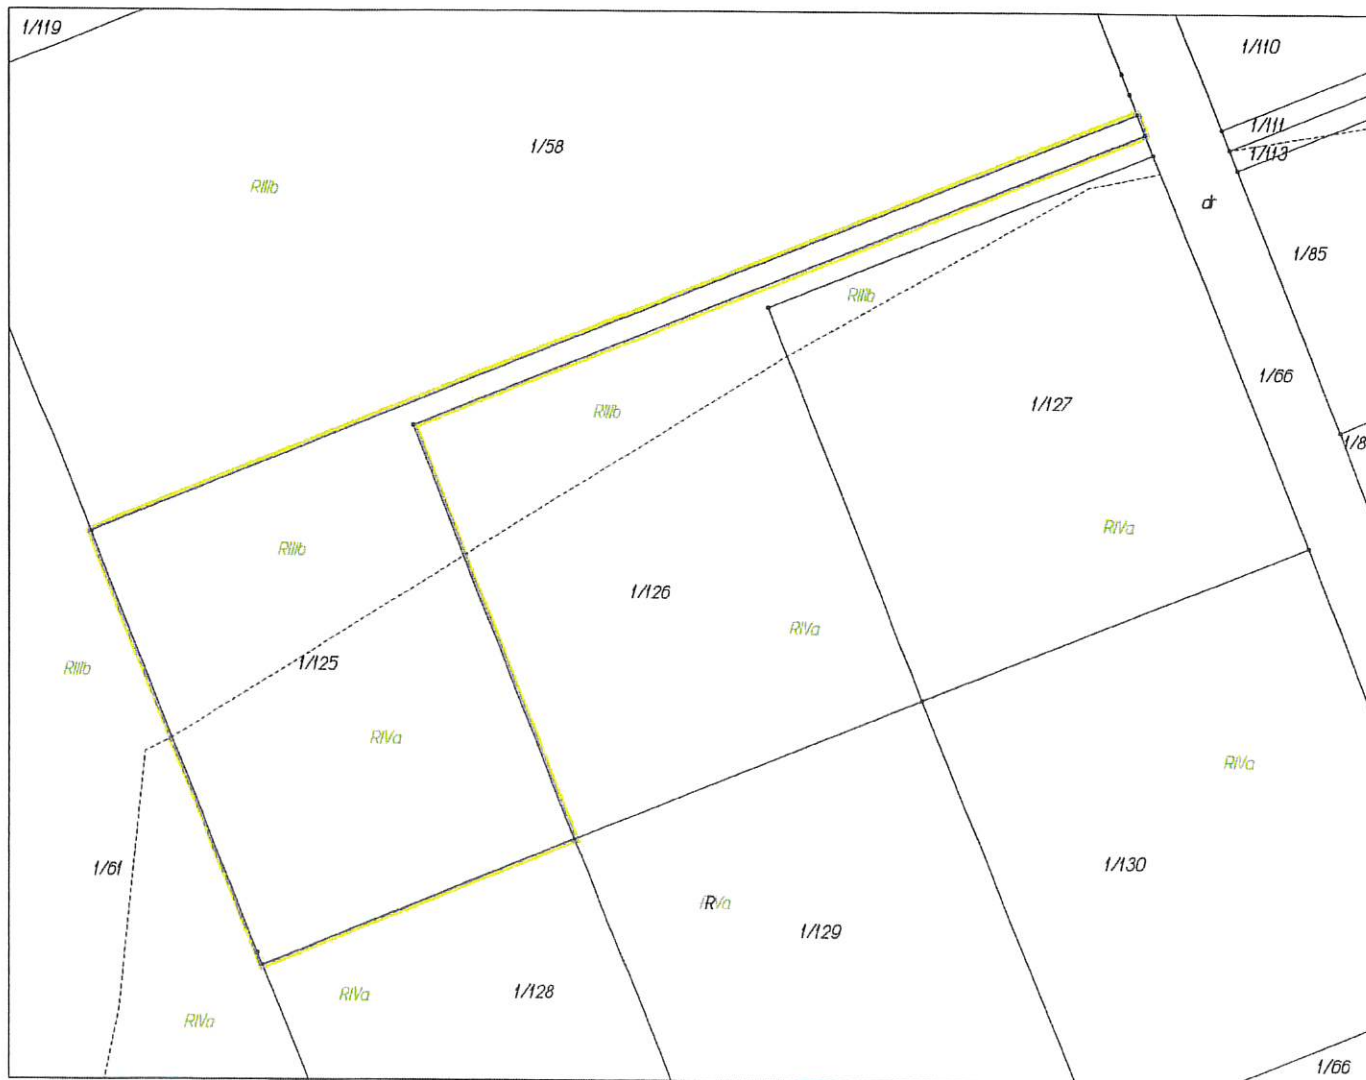 1/119
1/110
1/111
1/58
1/113
RIIIb
dr
1/85
RIIIb
1/66
1/127
RIIIb
1/8
RIVa
RIIIb
1/126
RIVa
1/125
RIIIb
RIVa
RIVa
1/61
1/130
RVa
1/129
RIVa
1/128
RIVa
1/66